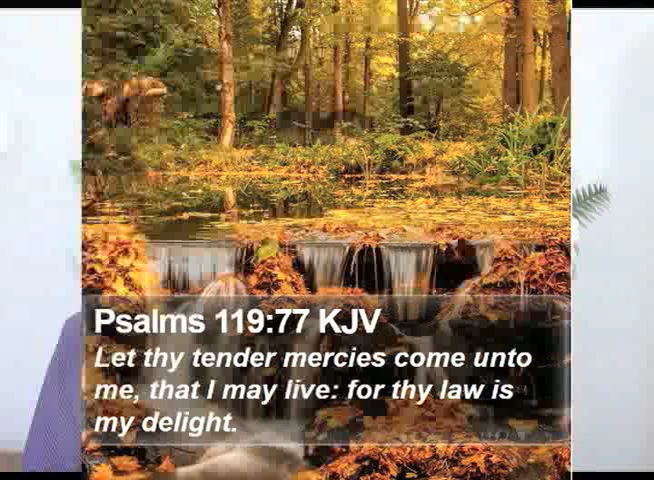 Psalms 119:77 KJV
Let thy tender mercies come unto
me, that I may live: for thy law is
my delight.